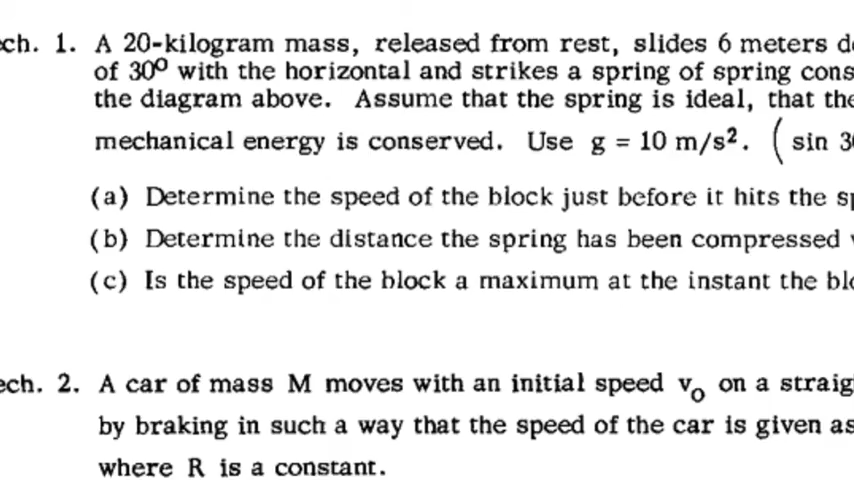 ch. 1. A 20-kilogram mass, released from rest, slides 6 meters d
of 30⁰ with the horizontal and strikes a spring of spring cons
the diagram above. Assume that the spring is ideal, that the
mechanical energy is conserved. Use g = 10 m/s². ( sin 3
(a) Determine the speed of the block just before it hits the sp
(b) Determine the distance the spring has been compressed
(c) Is the speed of the block a maximum at the instant the blo
ech. 2. A car of mass M moves with an initial speed v₀ on a straig
by braking in such a way that the speed of the car is given as
where R is a constant.